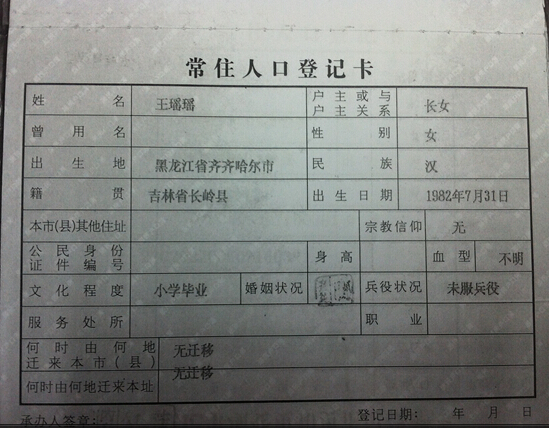 常住人口登记卡
姓名 王瑶瑶 户主或与户主关系 长女
曾用名 性别 女
出生地 黑龙江省齐齐哈尔市 民族 汉
籍贯 吉林省长岭县 出生日期 1982年7月31日
本市(县)其他住址 宗教信仰 无
公民身份证件编号 身高 血型 不明
文化程度 小学毕业 婚姻状况 兵役状况 未服兵役
服务处所 职业
何时由何地迁来本市(县) 无迁移
何时由何地迁来本址 无迁移
承办人签章: 登记日期: 年 月 日